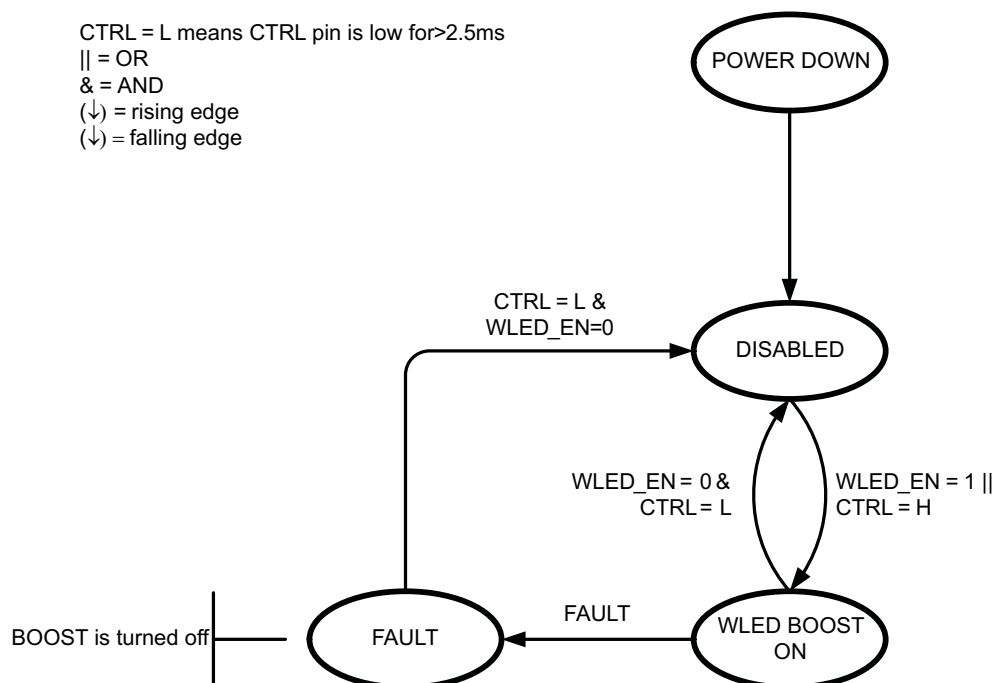 CTRL = L means CTRL pin is low for>2.5ms
|| = OR
& = AND
(↓) = rising edge
(↓) = falling edge
POWER DOWN
CTRL = L &
WLED_EN=0
DISABLED
WLED_EN = 0 &
CTRL = L
WLED_EN = 1 ||
CTRL = H
BOOST is turned off
FAULT
FAULT
WLED BOOST
ON